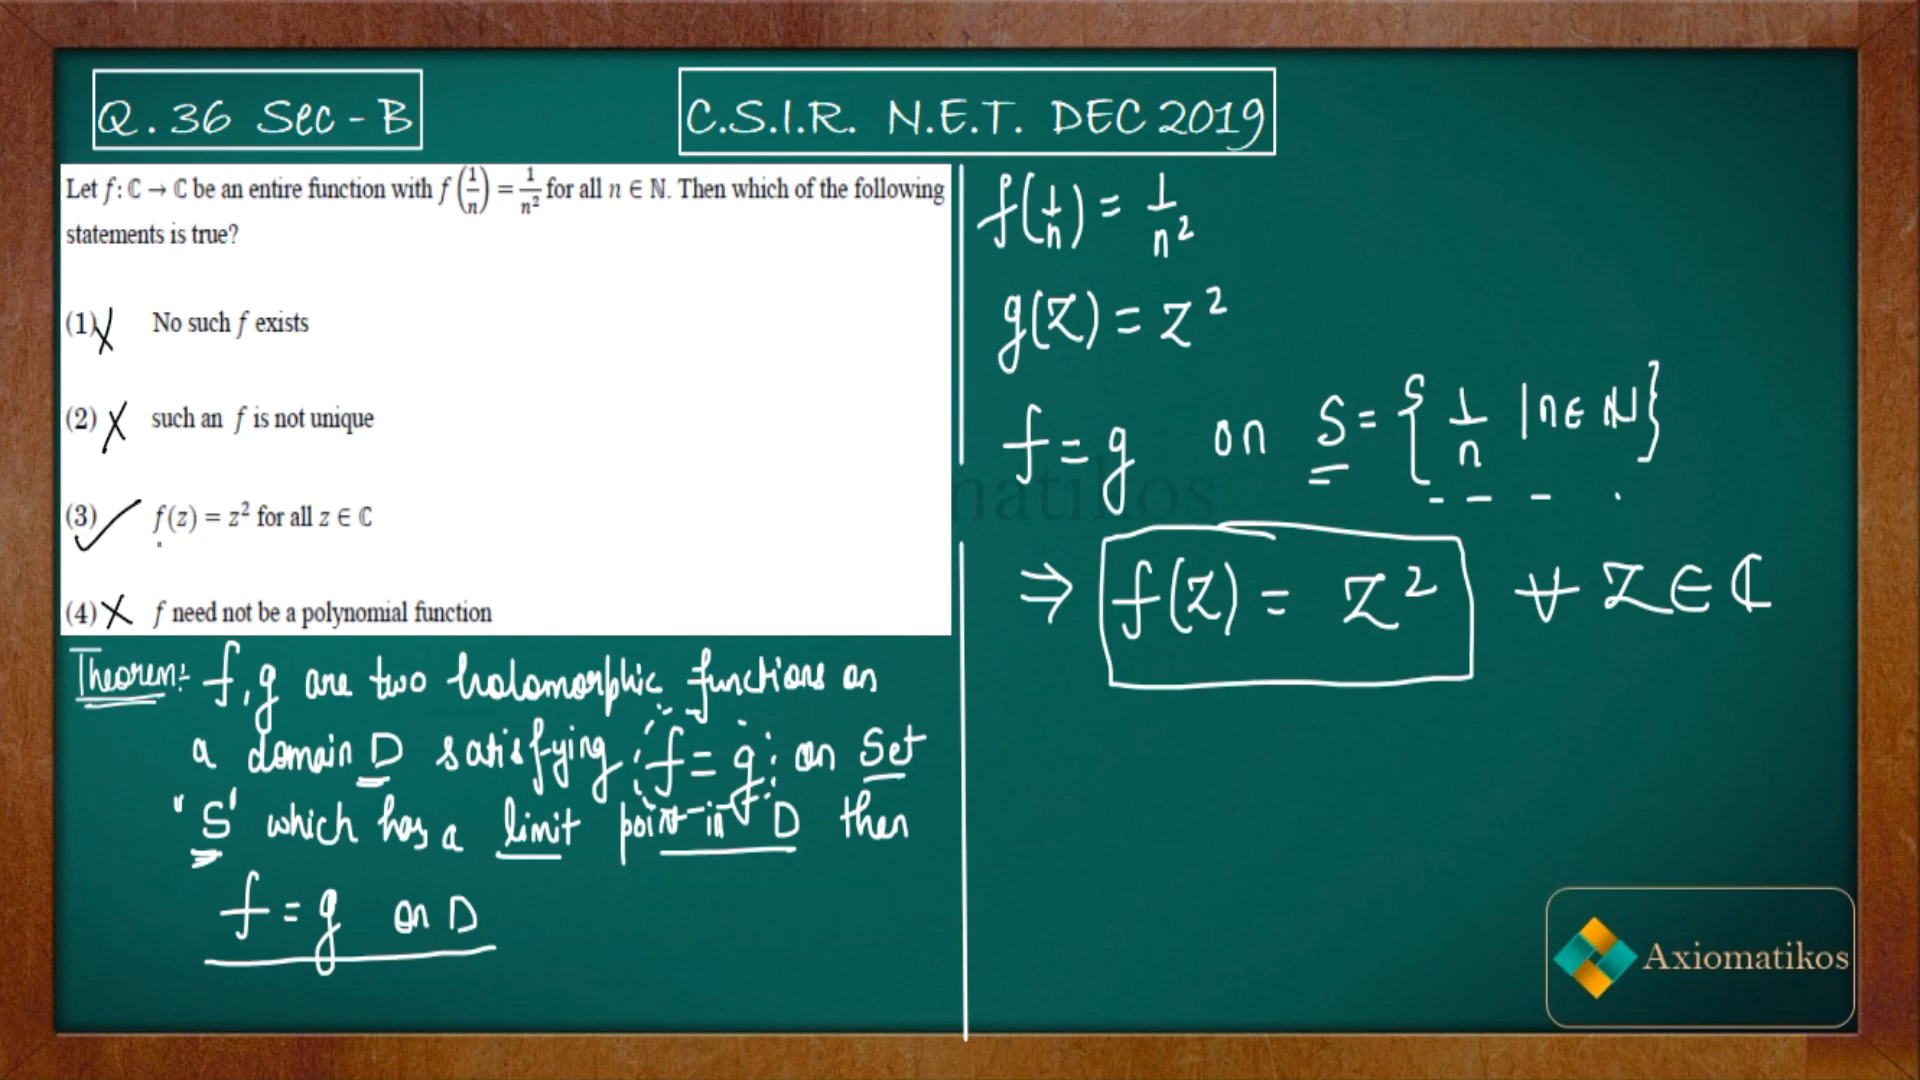 Q. 36 Sec - B
C.S.I.R. N.E.T. DEC 2019
Let f: ℂ → ℂ be an entire function with f(1/n) = 1/n² for all n ∈ ℕ. Then which of the following
statements is true?
(1) No such f exists
(2) such an f is not unique
(3) f(z) = z² for all z ∈ ℂ
(4) f need not be a polynomial function
Theorem:- f, g are two holomorphic functions on
a domain D satisfying f = g on Set
"S" which has a limit point in D then
f = g on D
f(1/n) = 1/n²
g(z) = z²
f = g on S = { 1/n | n ∈ ℕ }
matikos
⇒ f(z) = z² ∀ z ∈ ℂ
Axiomatikos